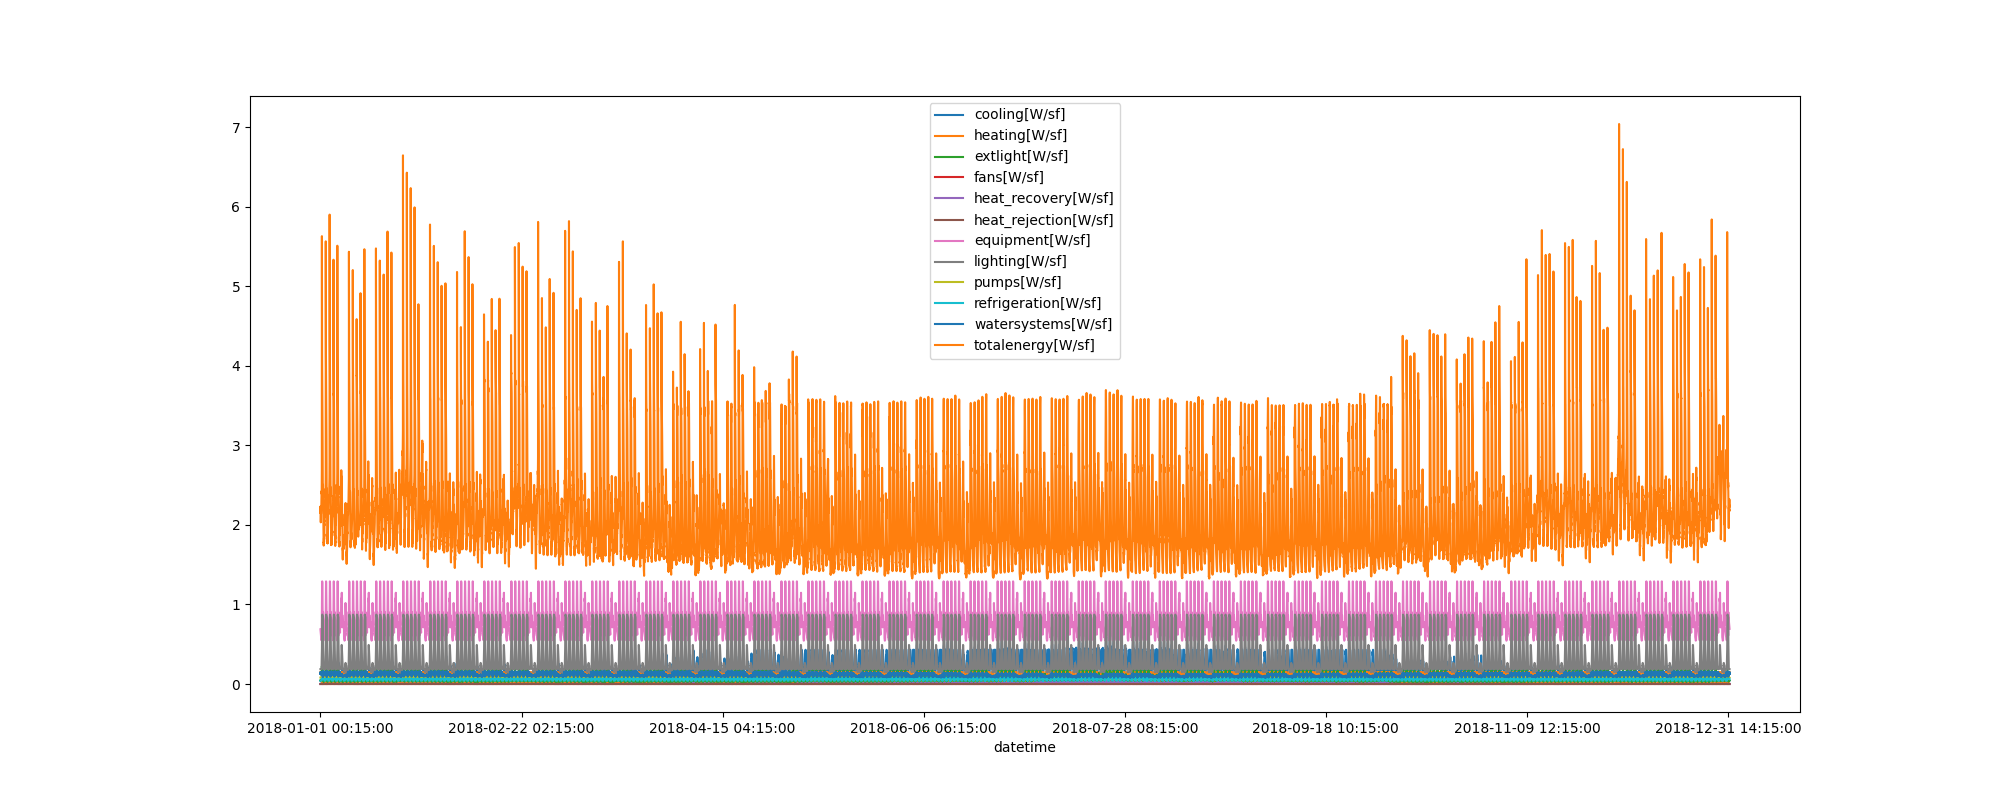 7
6
5
4
3
2
1
0
cooling[W/sf]
heating[W/sf]
extlight[W/sf]
fans[W/sf]
heat_recovery[W/sf]
heat_rejection[W/sf]
equipment[W/sf]
lighting[W/sf]
pumps[W/sf]
refrigeration[W/sf]
watersystems[W/sf]
totalenergy[W/sf]
2018-01-01 00:15:00 2018-02-22 02:15:00 2018-04-15 04:15:00 2018-06-06 06:15:00 2018-07-28 08:15:00 2018-09-18 10:15:00 2018-11-09 12:15:00 2018-12-31 14:15:00
datetime